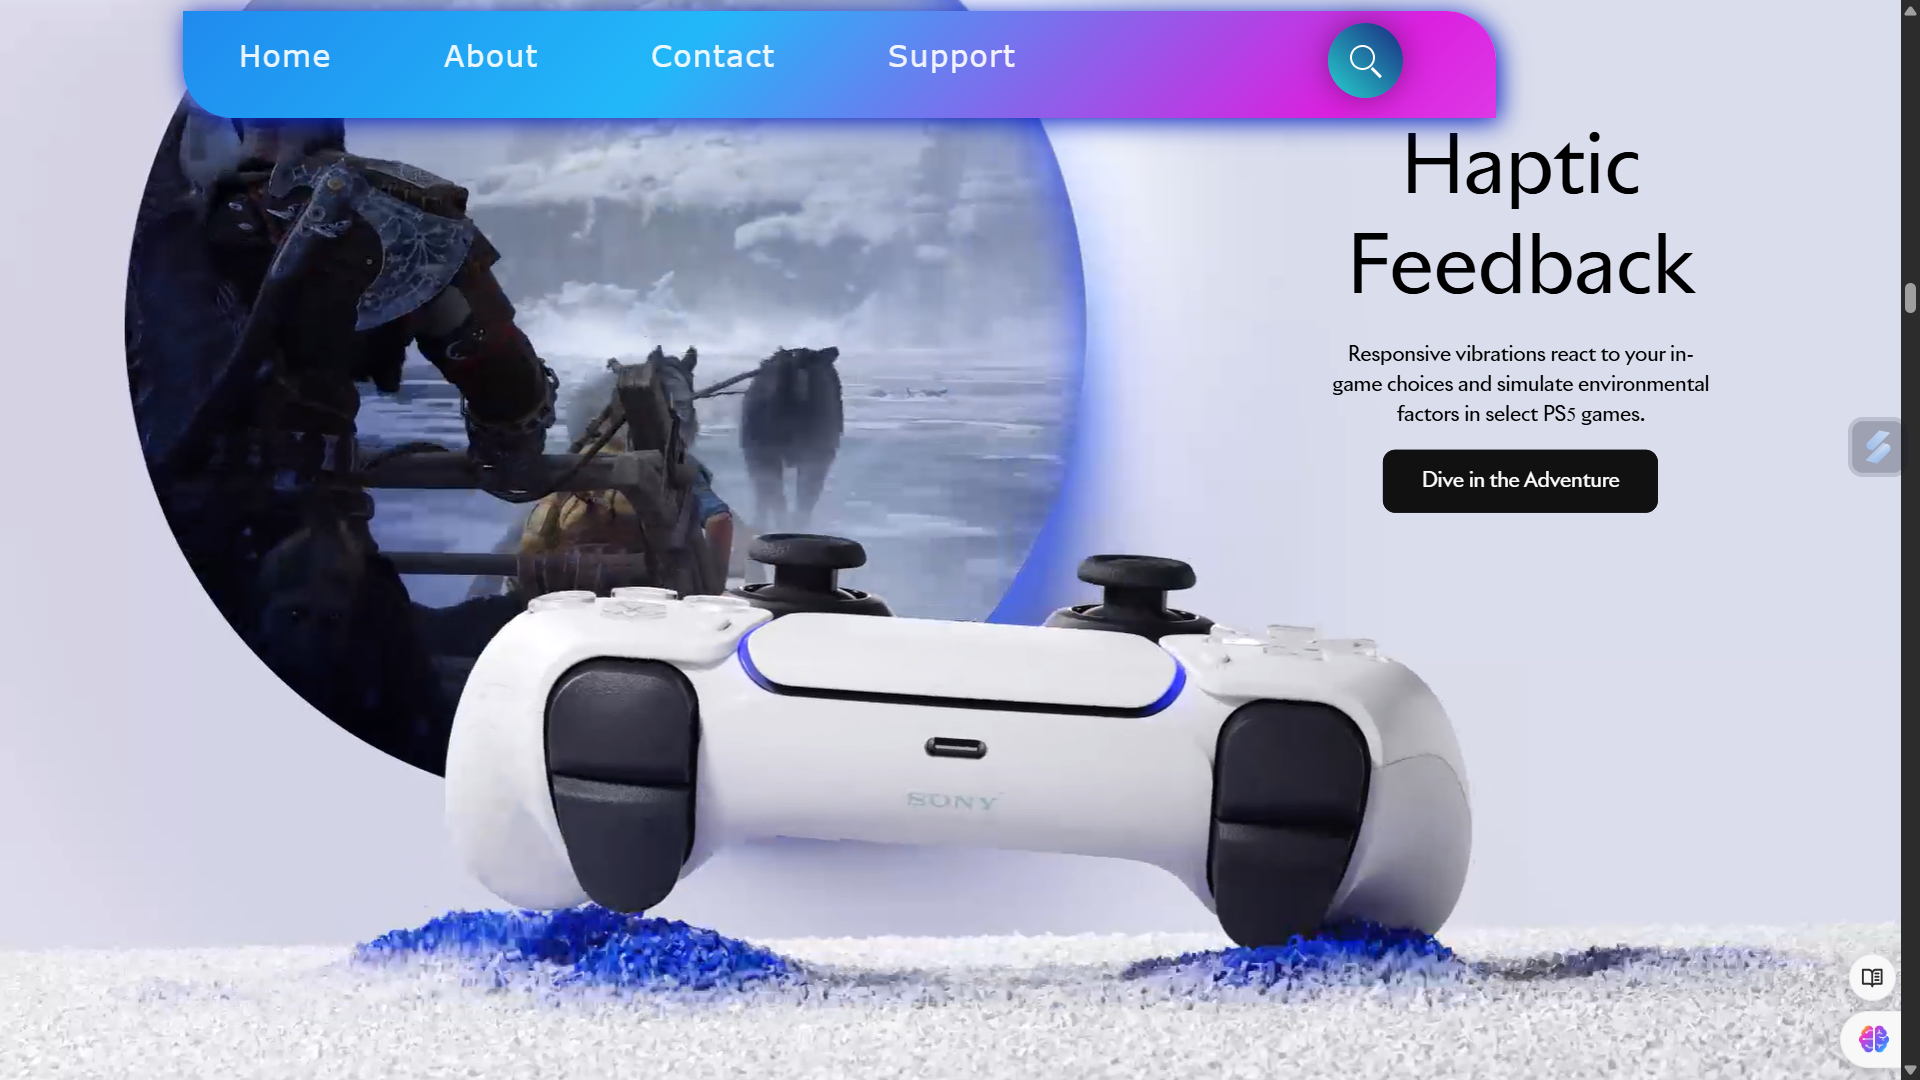 Home About Contact Support
Haptic
Feedback
Responsive vibrations react to your in-
game choices and simulate environmental
factors in select PS5 games.
Dive in the Adventure
SONY